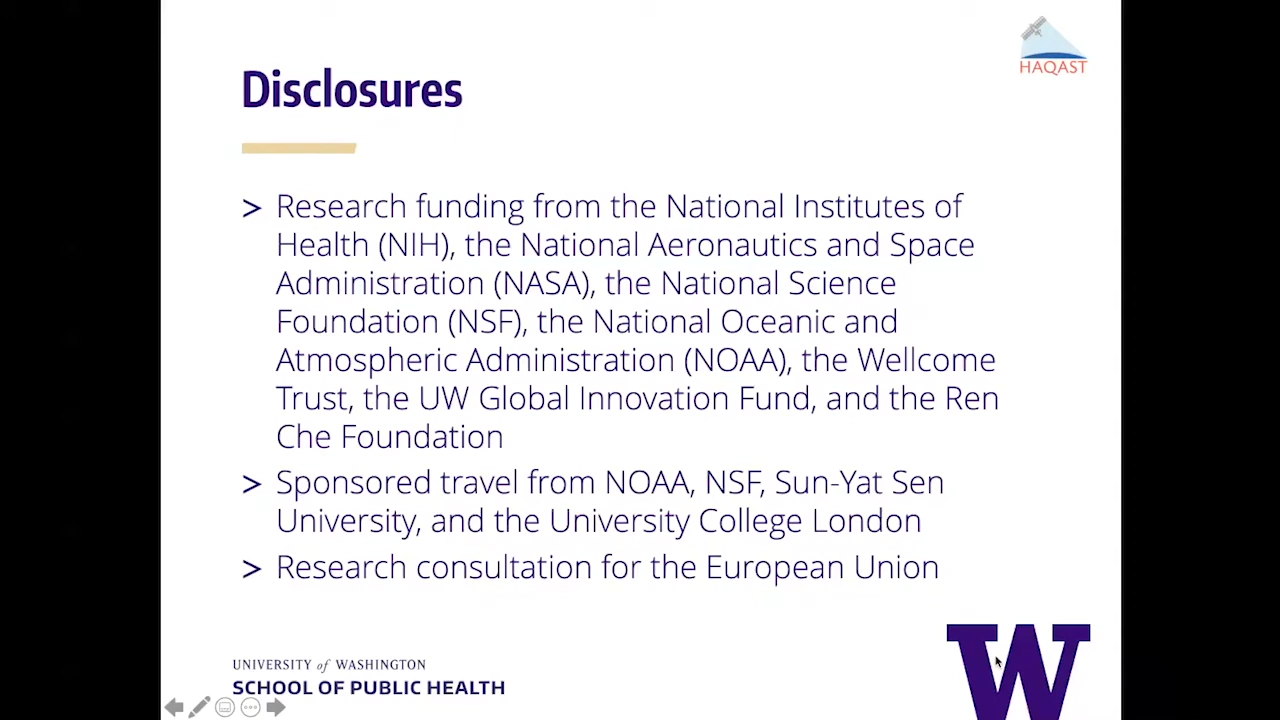 HAQAST
Disclosures
> Research funding from the National Institutes of
Health (NIH), the National Aeronautics and Space
Administration (NASA), the National Science
Foundation (NSF), the National Oceanic and
Atmospheric Administration (NOAA), the Wellcome
Trust, the UW Global Innovation Fund, and the Ren
Che Foundation
> Sponsored travel from NOAA, NSF, Sun-Yat Sen
University, and the University College London
> Research consultation for the European Union
UNIVERSITY of WASHINGTON
SCHOOL OF PUBLIC HEALTH
W